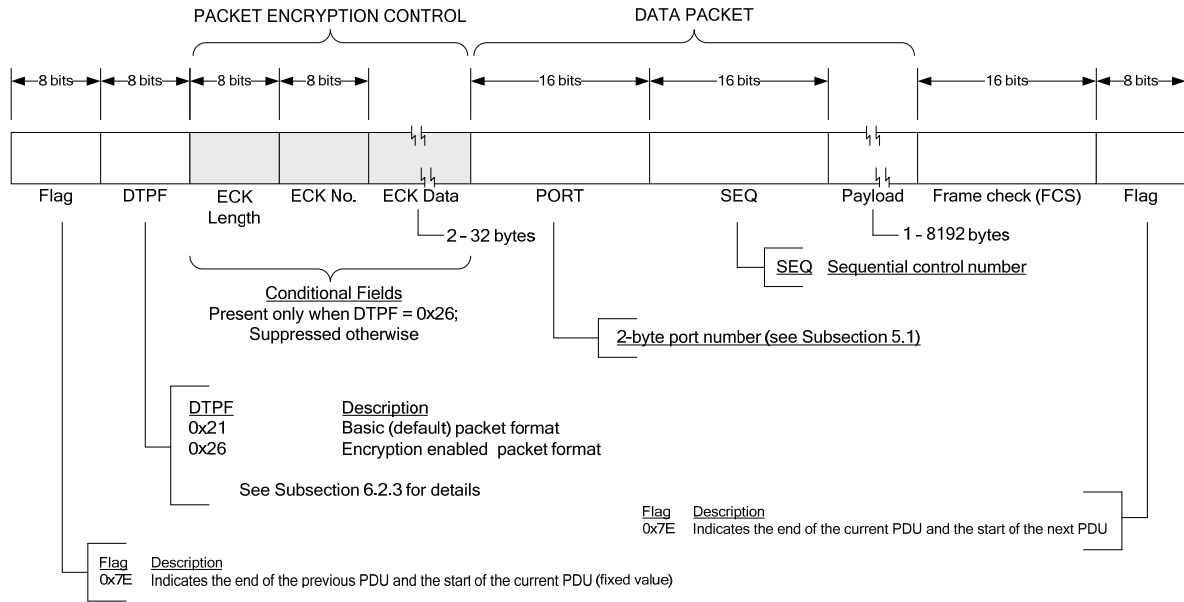 PACKET ENCRYPTION CONTROL
DATA PACKET
8 bits
8 bits
8 bits
8 bits
16 bits
16 bits
16 bits
8 bits
Flag
DTPF
ECK
Length
ECK No.
ECK Data
PORT
SEQ
Payload
Frame check (FCS)
Flag
2 - 32 bytes
1 - 8192 bytes
SEQ Sequential control number
Conditional Fields
Present only when DTPF = 0x26;
Suppressed otherwise
2-byte port number (see Subsection 5.1)
DTPF Description
0x21 Basic (default) packet format
0x26 Encryption enabled packet format
See Subsection 6.2.3 for details
Flag Description
0x7E Indicates the end of the current PDU and the start of the next PDU
Flag Description
0x7E Indicates the end of the previous PDU and the start of the current PDU (fixed value)